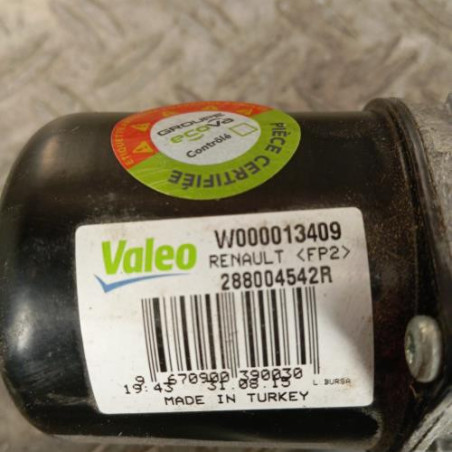 GROUPE
ecova
Contrôlé
PIÈCE CERTIFIÉE
Valeo
W000013409
RENAULT <FP2>
288004542R
9 670900 390030
19:43 31.08.15 L BURSA
MADE IN TURKEY